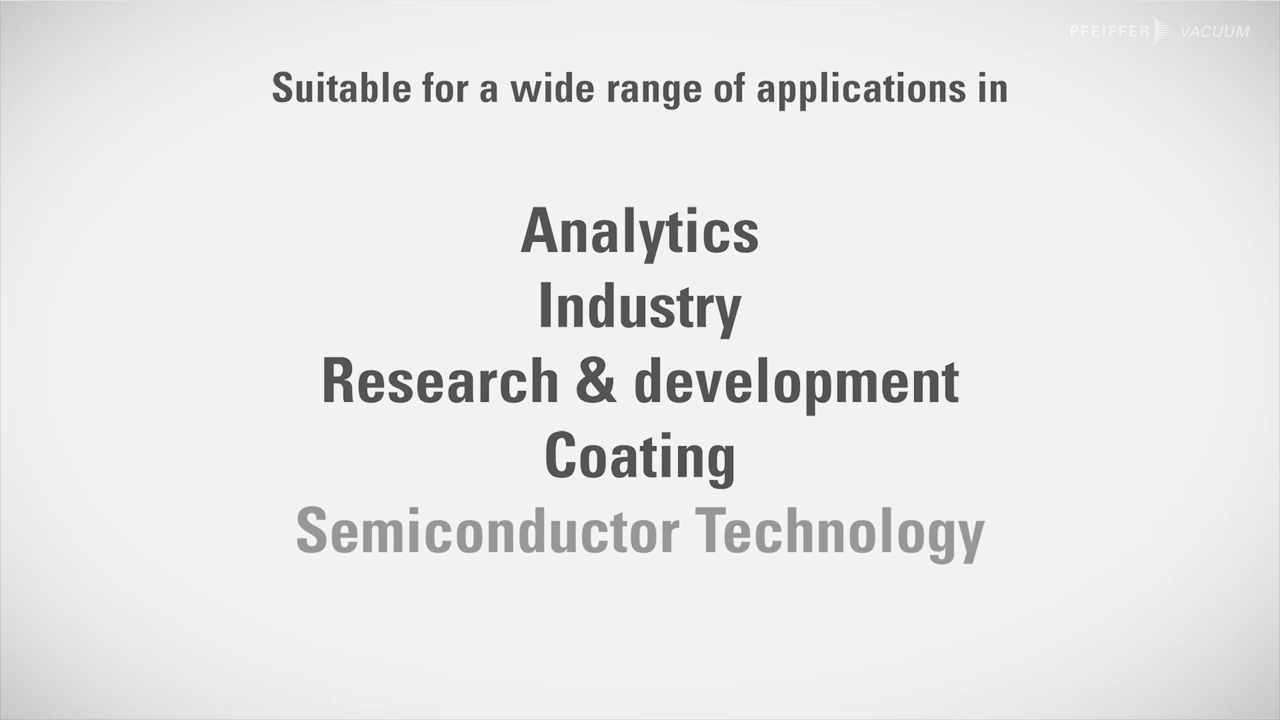 PFEIFFER VACUUM
Suitable for a wide range of applications in
Analytics
Industry
Research & development
Coating
Semiconductor Technology